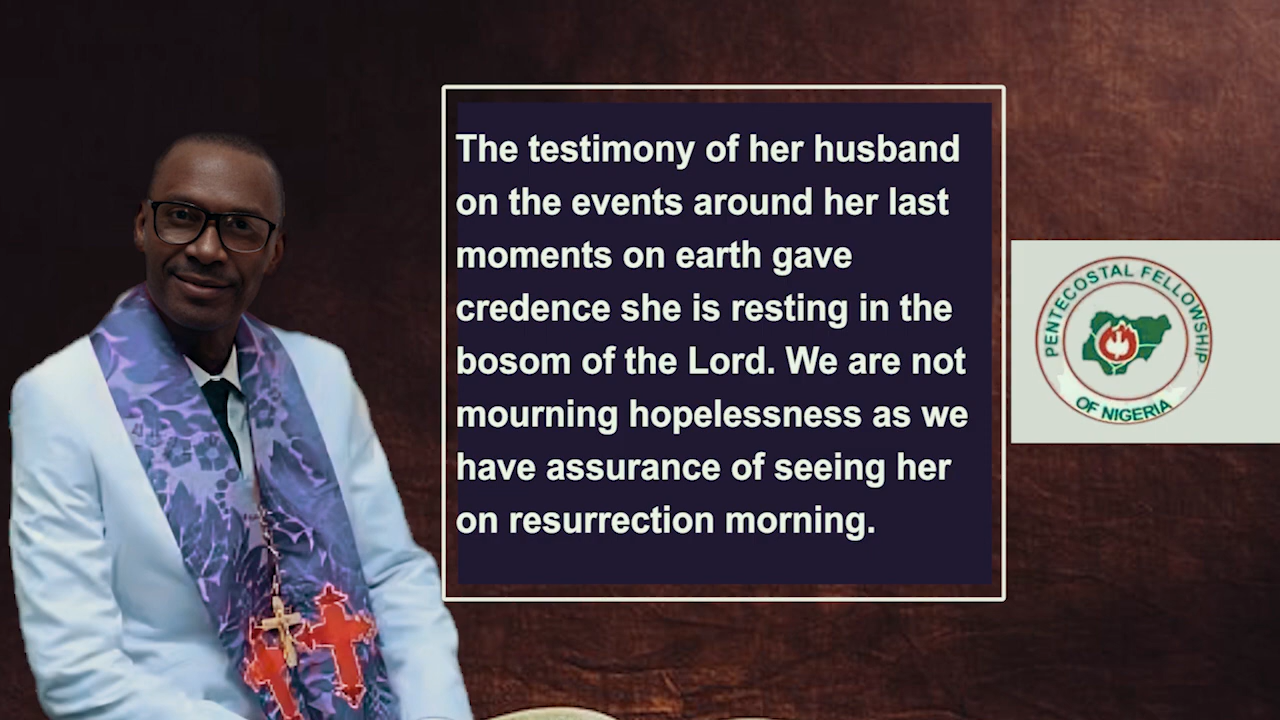 The testimony of her husband
on the events around her last
moments on earth gave
credence she is resting in the
bosom of the Lord. We are not
mourning hopelessness as we
have assurance of seeing her
on resurrection morning.
PENTECOSTAL FELLOWSHIP
OF NIGERIA